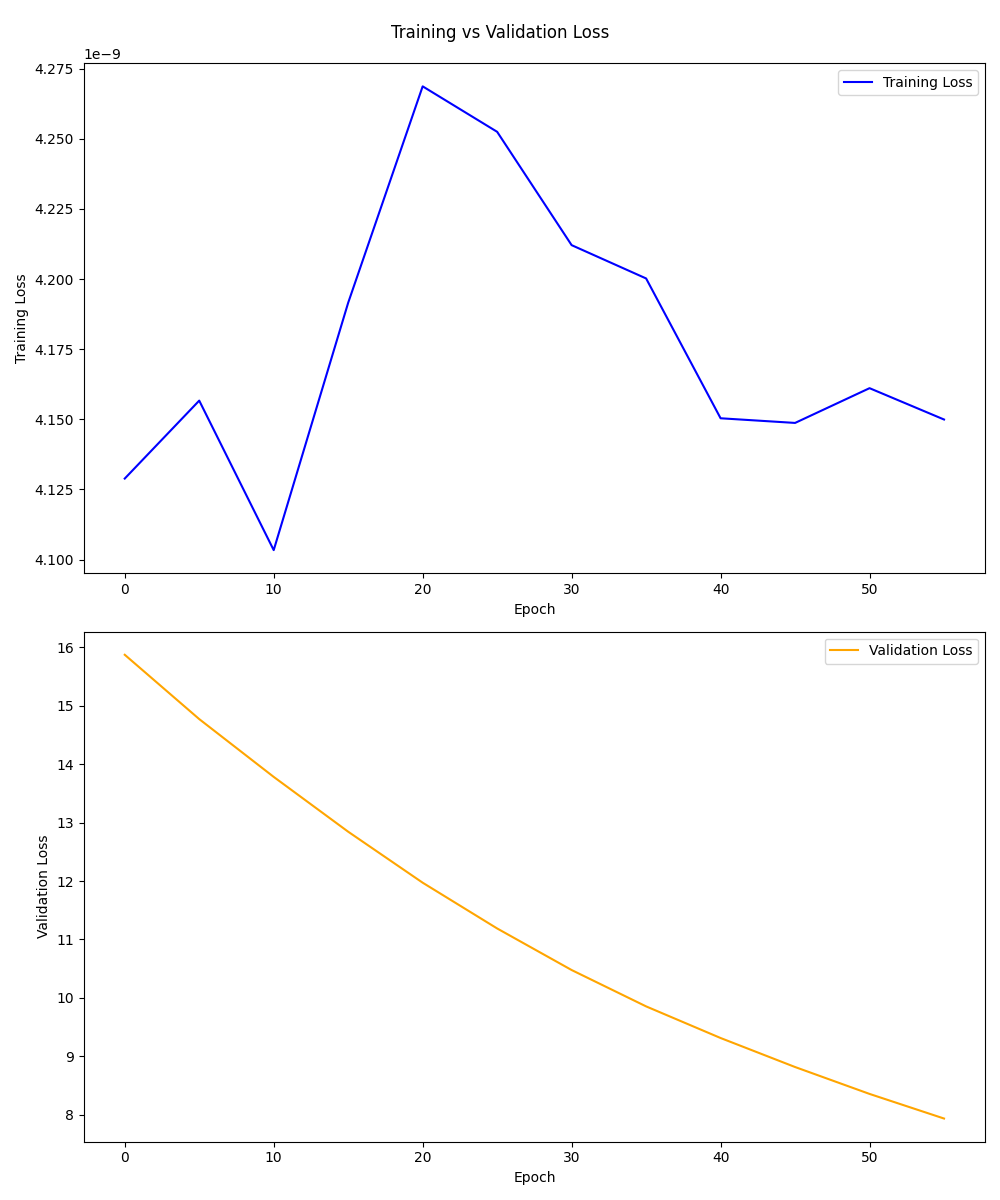 Training vs Validation Loss
1e−9
Training Loss
4.275
4.250
4.225
4.200
4.175
4.150
4.125
4.100
Training Loss
0 10 20 30 40 50
Epoch
Validation Loss
16
15
14
13
12
11
10
9
8
Validation Loss
0 10 20 30 40 50
Epoch